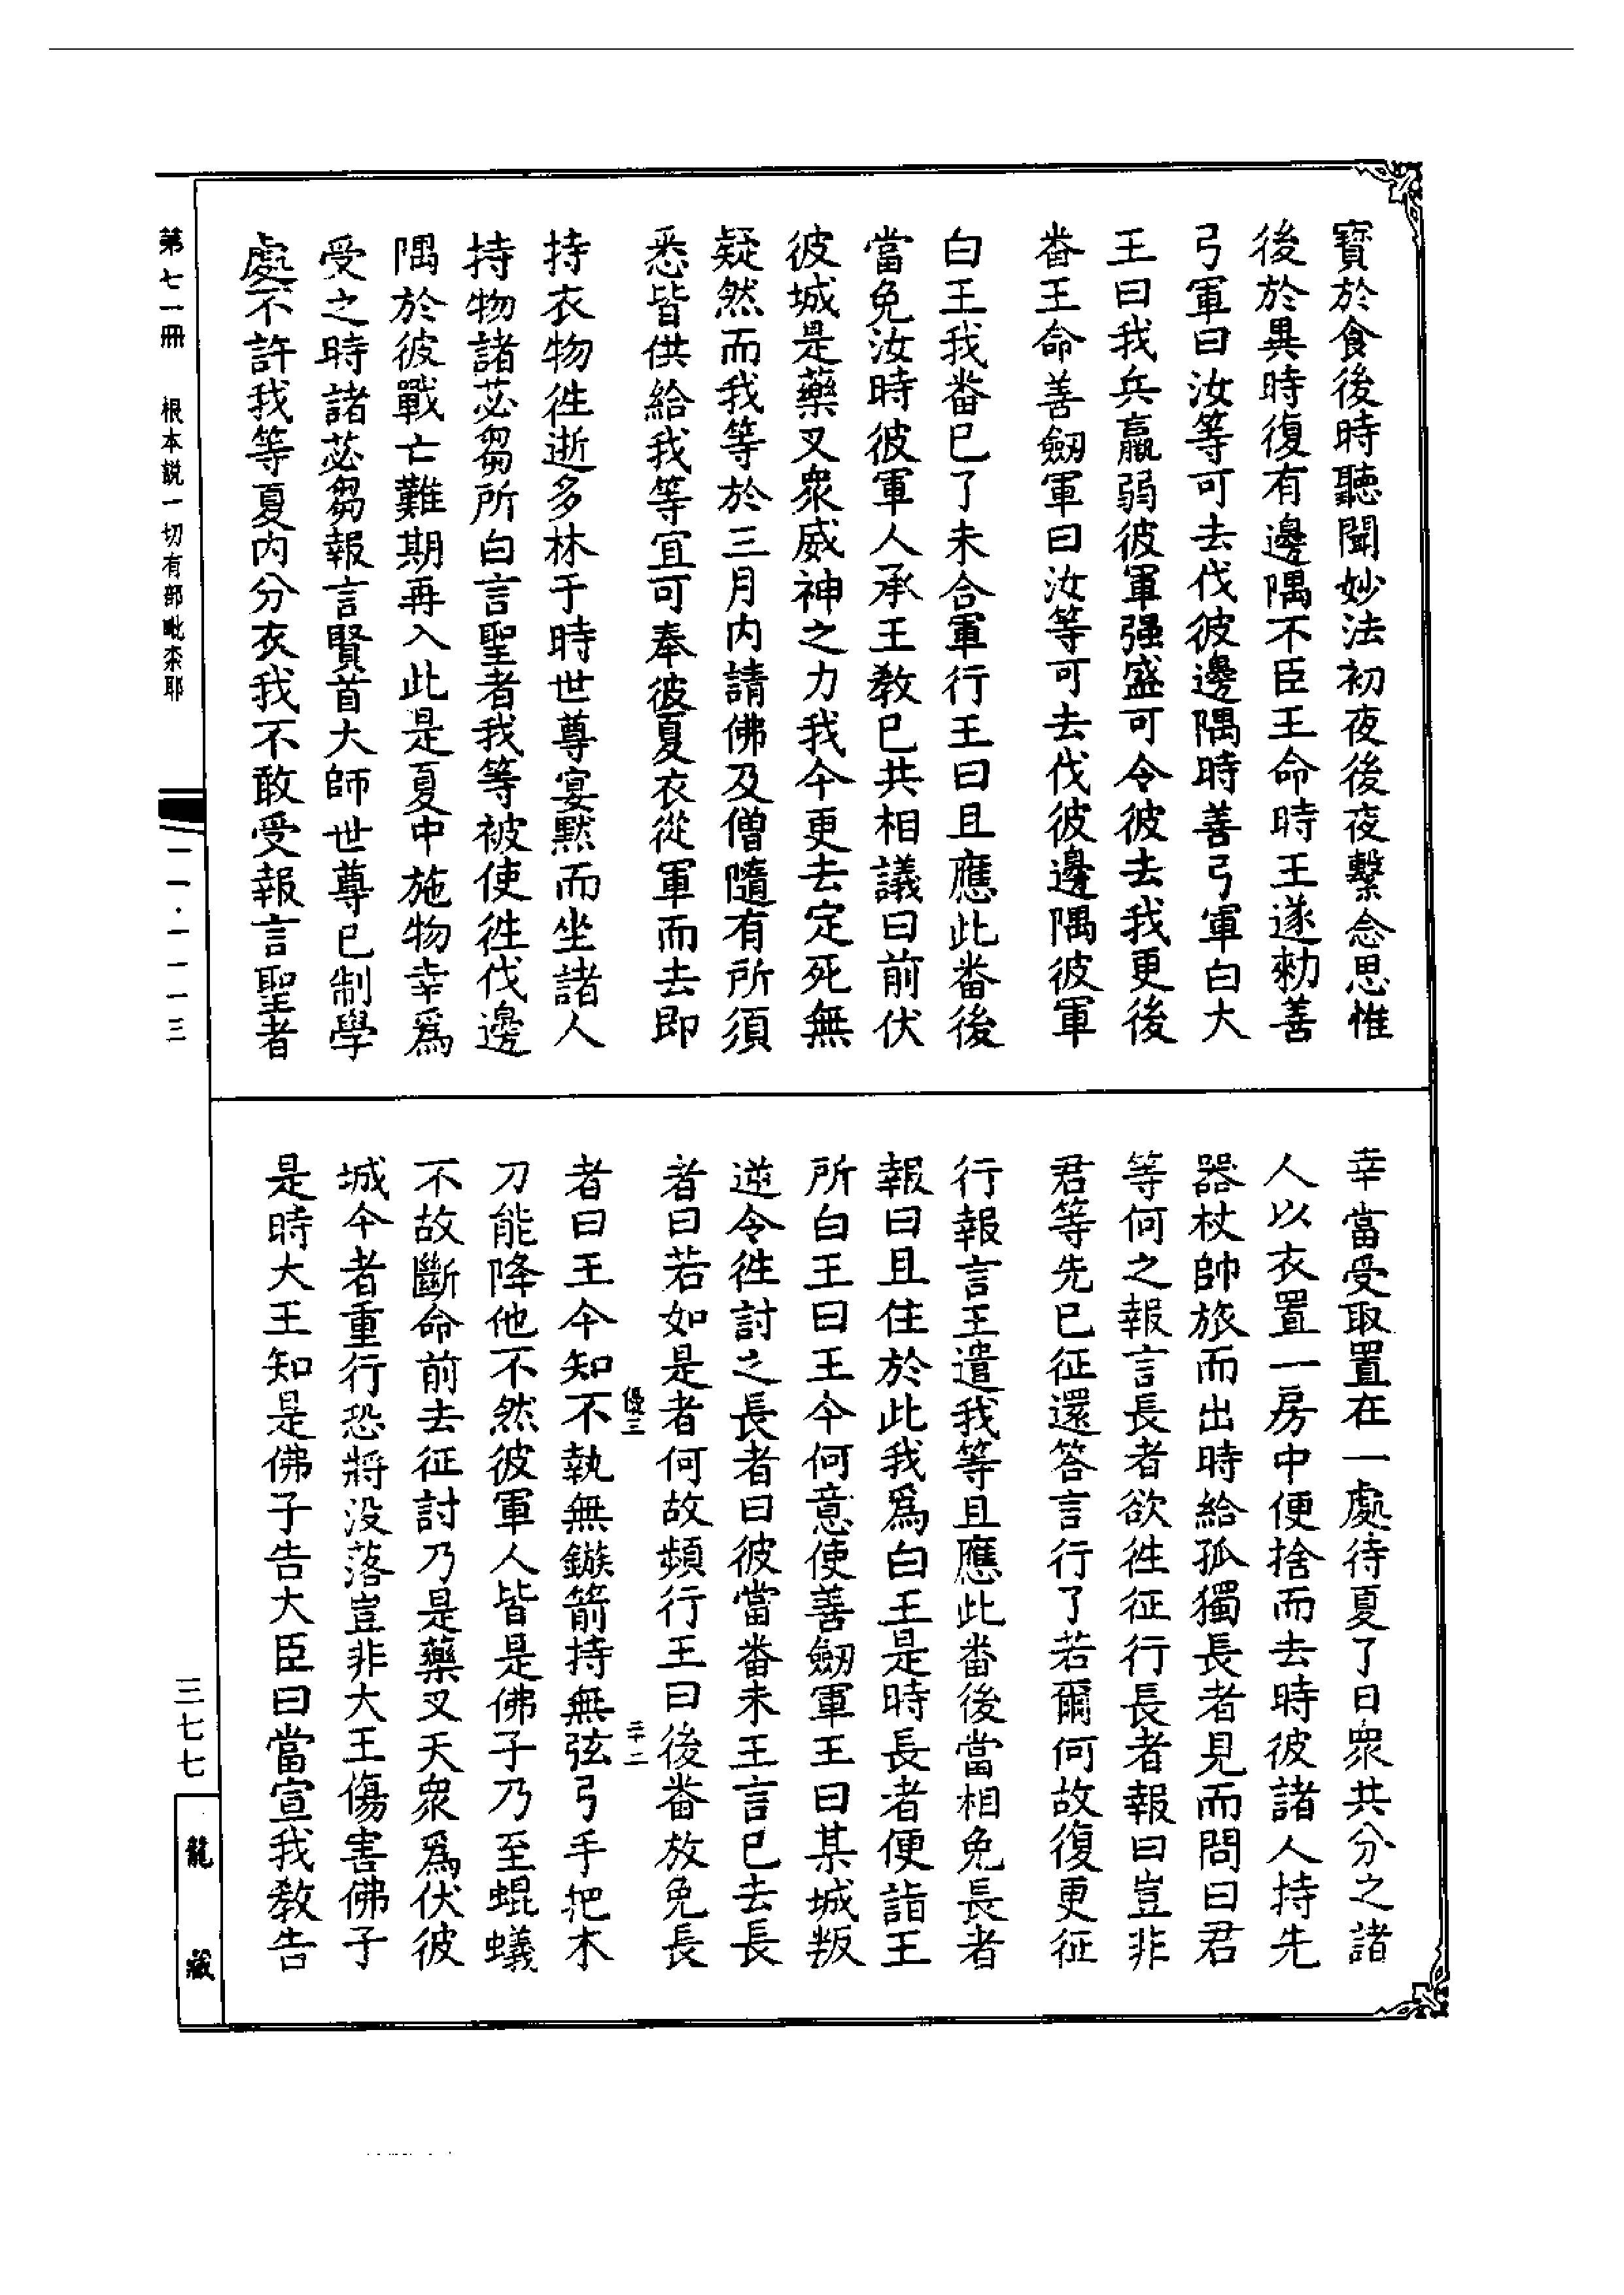 寶於食後時聽聞妙法初夜後夜繫念思惟
後於異時復有邊隅不臣王命時王遂勑善
弓軍曰汝等可去伐彼邊隅時善弓軍白大
王曰我兵羸弱彼軍强盛可令彼去我更後
番王命善劒軍曰汝等可去伐彼邊隅彼軍
白王我番已了未合軍行王曰且應此番後
當免汝時彼軍人承王教已共相議曰前伏
彼城是藥叉衆威神之力我今更去定死無
疑然而我等於三月内請佛及僧隨有所須
悉皆供給我等宜可奉彼夏衣從軍而去即
持衣物徃逝多林于時世尊宴默而坐諸人
持物諸苾芻所白言聖者我等被使徃伐邊
隅於彼戰亡難期再入此是夏中施物幸爲
受之時諸苾芻報言賢首大師世尊已制學
處不許我等夏内分衣我不敢受報言聖者
幸當受取置在一處待夏了日衆共分之諸
人以衣置一房中便捨而去時彼諸人持先
器杖帥旅而出時給孤獨長者見而問曰君
等何之報言長者欲徃征行長者報曰豈非
君等先已征還答言行了若爾何故復更征
行報言王遣我等且應此番後當相免長者
報曰且住於此我爲白王是時長者便詣王
所白王曰王今何意使善劒軍王曰某城叛
逆令徃討之長者曰彼當番未王言已去長
者曰若如是者何故頻行王曰後番放免長
者曰王今知不執無鏃箭持無弦弓手把木
優三
三十二
刀能降他不然彼軍人皆是佛子乃至蜫蟻
不故斷命前去征討乃是藥叉天衆爲伏彼
城今者重行恐將没落豈非大王傷害佛子
是時大王知是佛子告大臣曰當宣我教告
第七一冊 根本説一切有部毗奈耶
一一·一一一三
三七七
龍藏